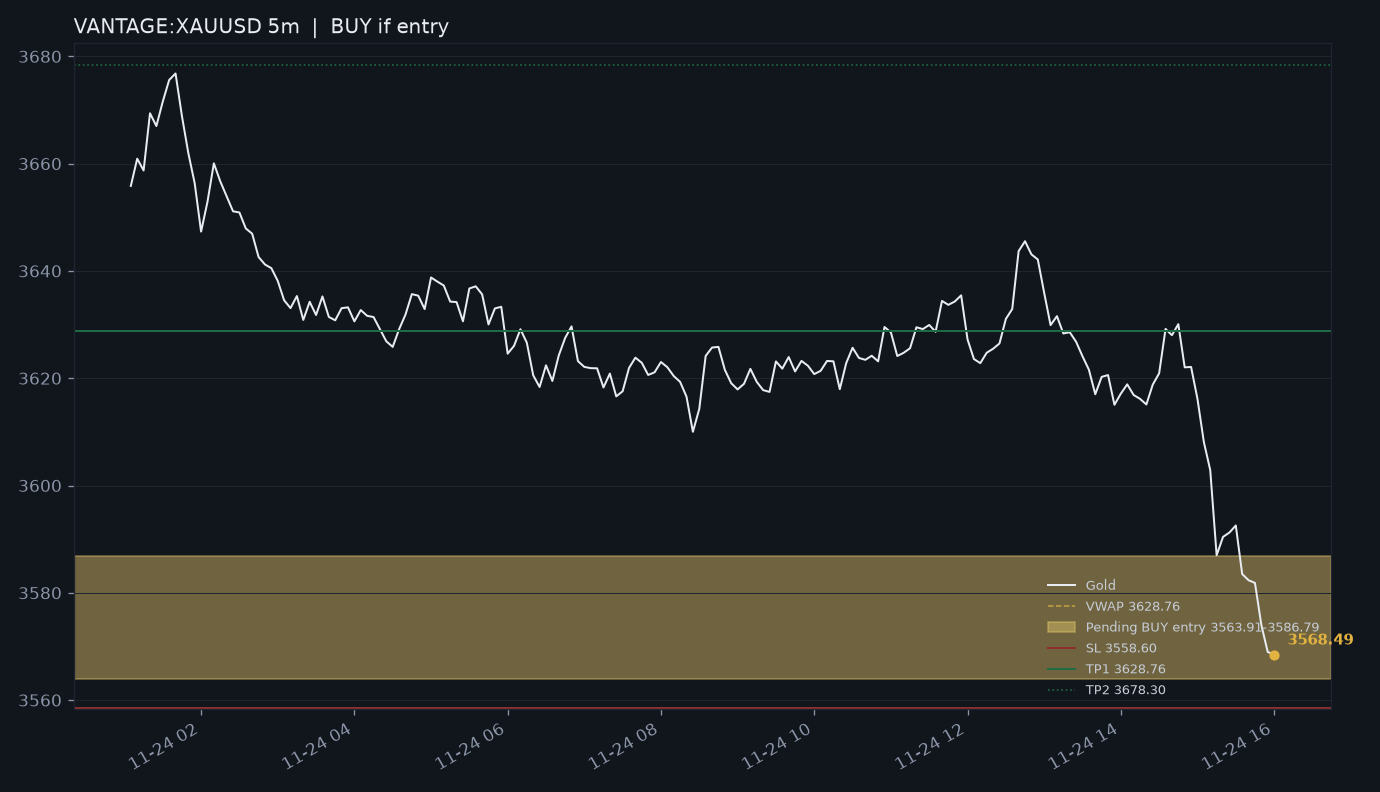 VANTAGE:XAUUSD 5m | BUY if entry
3680
3660
3640
3620
3600
3580
3560
Gold
VWAP 3628.76
Pending BUY entry 3563.91-3586.79
3568.49
SL 3558.60
TP1 3628.76
TP2 3678.30
11-24 02
11-24 04
11-24 06
11-24 08
11-24 10
11-24 12
11-24 14
11-24 16